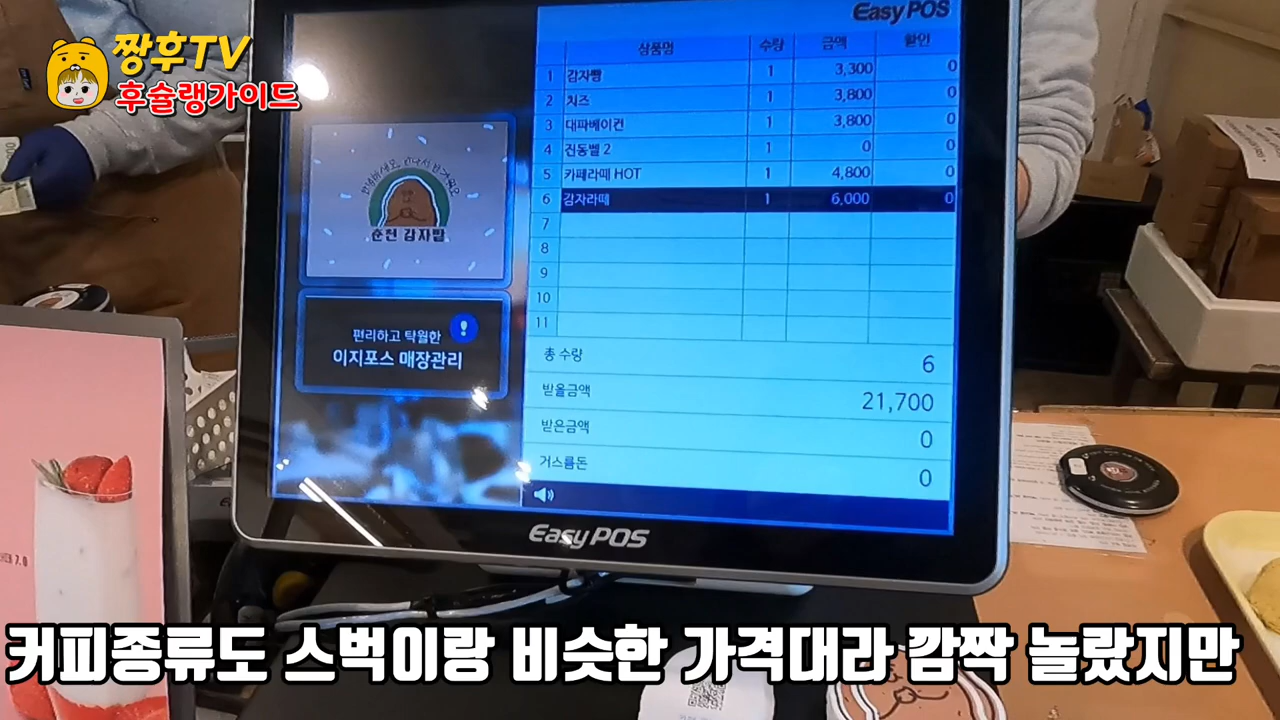 짱후TV
후슐랭가이드
EasyPOS
상품명 수량 금액 할인
1 감자빵 1 3,300 0
2 치즈 1 3,800 0
3 대파베이컨 1 3,800 0
4 진동벨 2 1 0 0
5 카페라떼 HOT 1 4,800 0
6 감자라떼 1 6,000 0
7
8
9
10
11
총 수량 6
받을금액 21,700
받은금액 0
거스름돈 0
춘천 감자빵
편리하고 탁월한
이지포스 매장관리
EasyPOS
7.0
커피종류도 스벅이랑 비슷한 가격대라 깜짝 놀랐지만